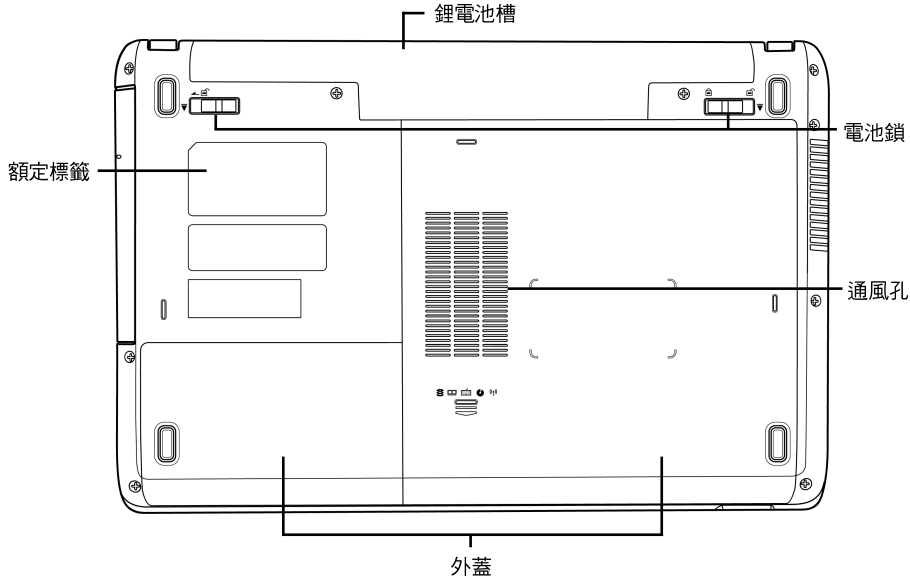 鋰電池槽
電池鎖
額定標籤
通風孔
外蓋